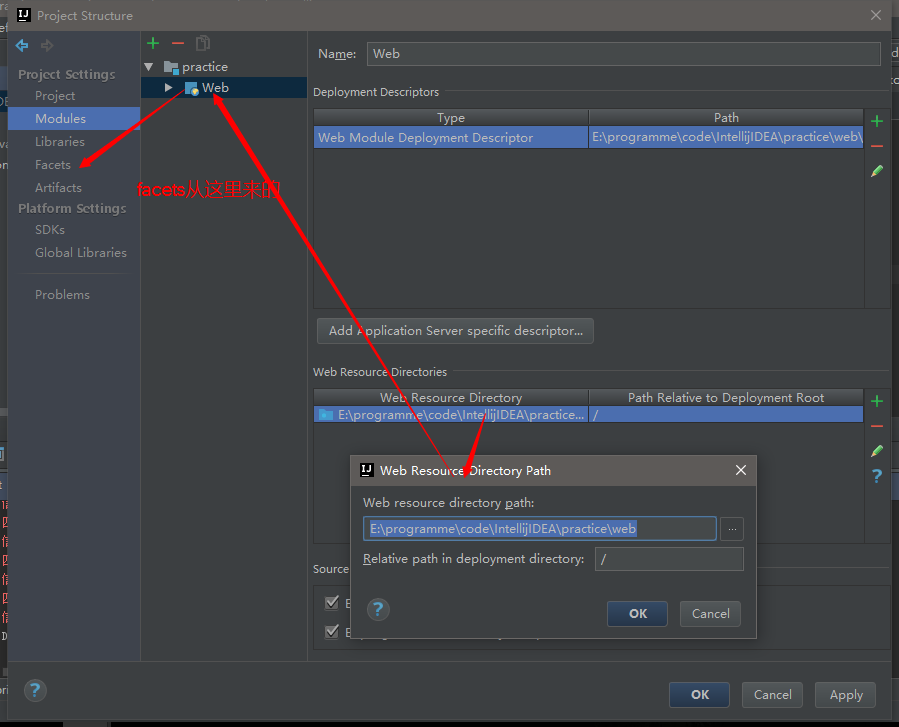 Project Structure
Project Settings
Project
Modules
Libraries
Facets
Artifacts
Platform Settings
SDKs
Global Libraries
Problems
practice
Web
facets从这里来的
Name:
Web
Deployment Descriptors
Type
Path
Web Module Deployment Descriptor
E:\programme\code\IntellijIDEA\practice\web\
Add Application Server specific descriptor...
Web Resource Directories
Web Resource Directory
Path Relative to Deployment Root
E:\programme\code\IntellijIDEA\practice...
/
Web Resource Directory Path
Web resource directory path:
E:\programme\code\IntellijIDEA\practice\web
...
Relative path in deployment directory:
/
?
OK
Cancel
Source
?
?
OK
Cancel
Apply